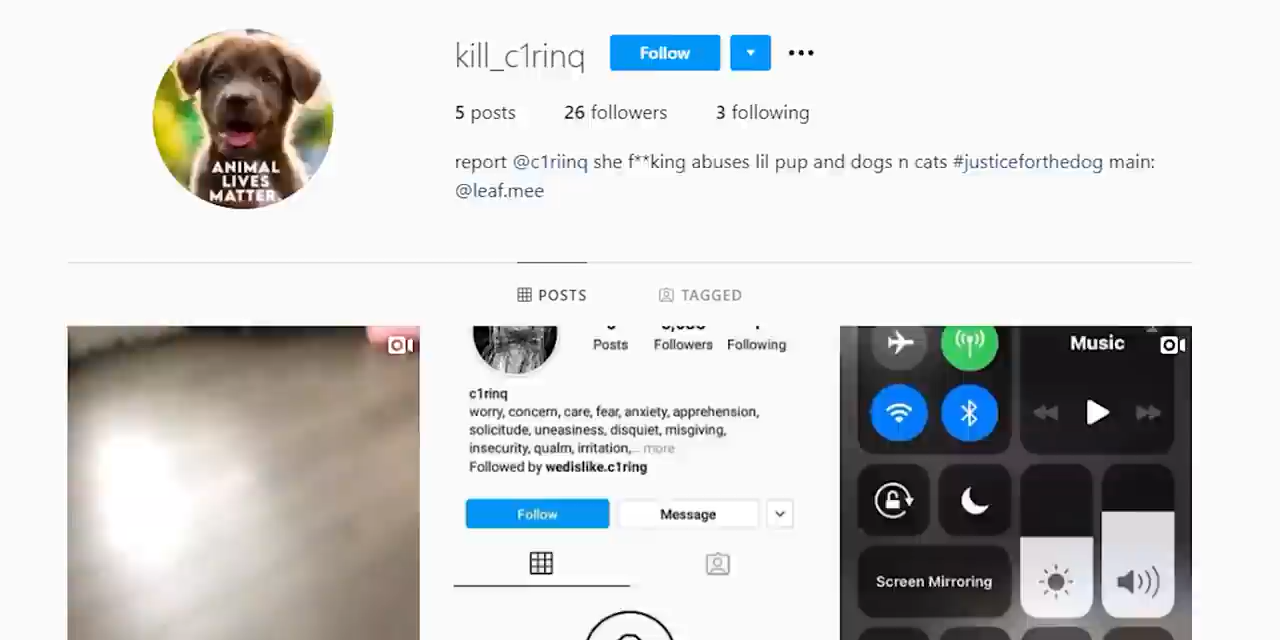 kill_c1rinq
Follow
5 posts 26 followers 3 following
report @c1riinq she f**king abuses lil pup and dogs n cats #justiceforthedog main:
@leaf.mee
ANIMAL
LIVES
MATTER.
POSTS TAGGED
Posts Followers Following
c1rinq
worry, concern, care, fear, anxiety, apprehension,
solicitude, uneasiness, disquiet, misgiving,
insecurity, qualm, irritation,... more
Followed by wedislike.c1ring
Follow Message
Music
Screen Mirroring